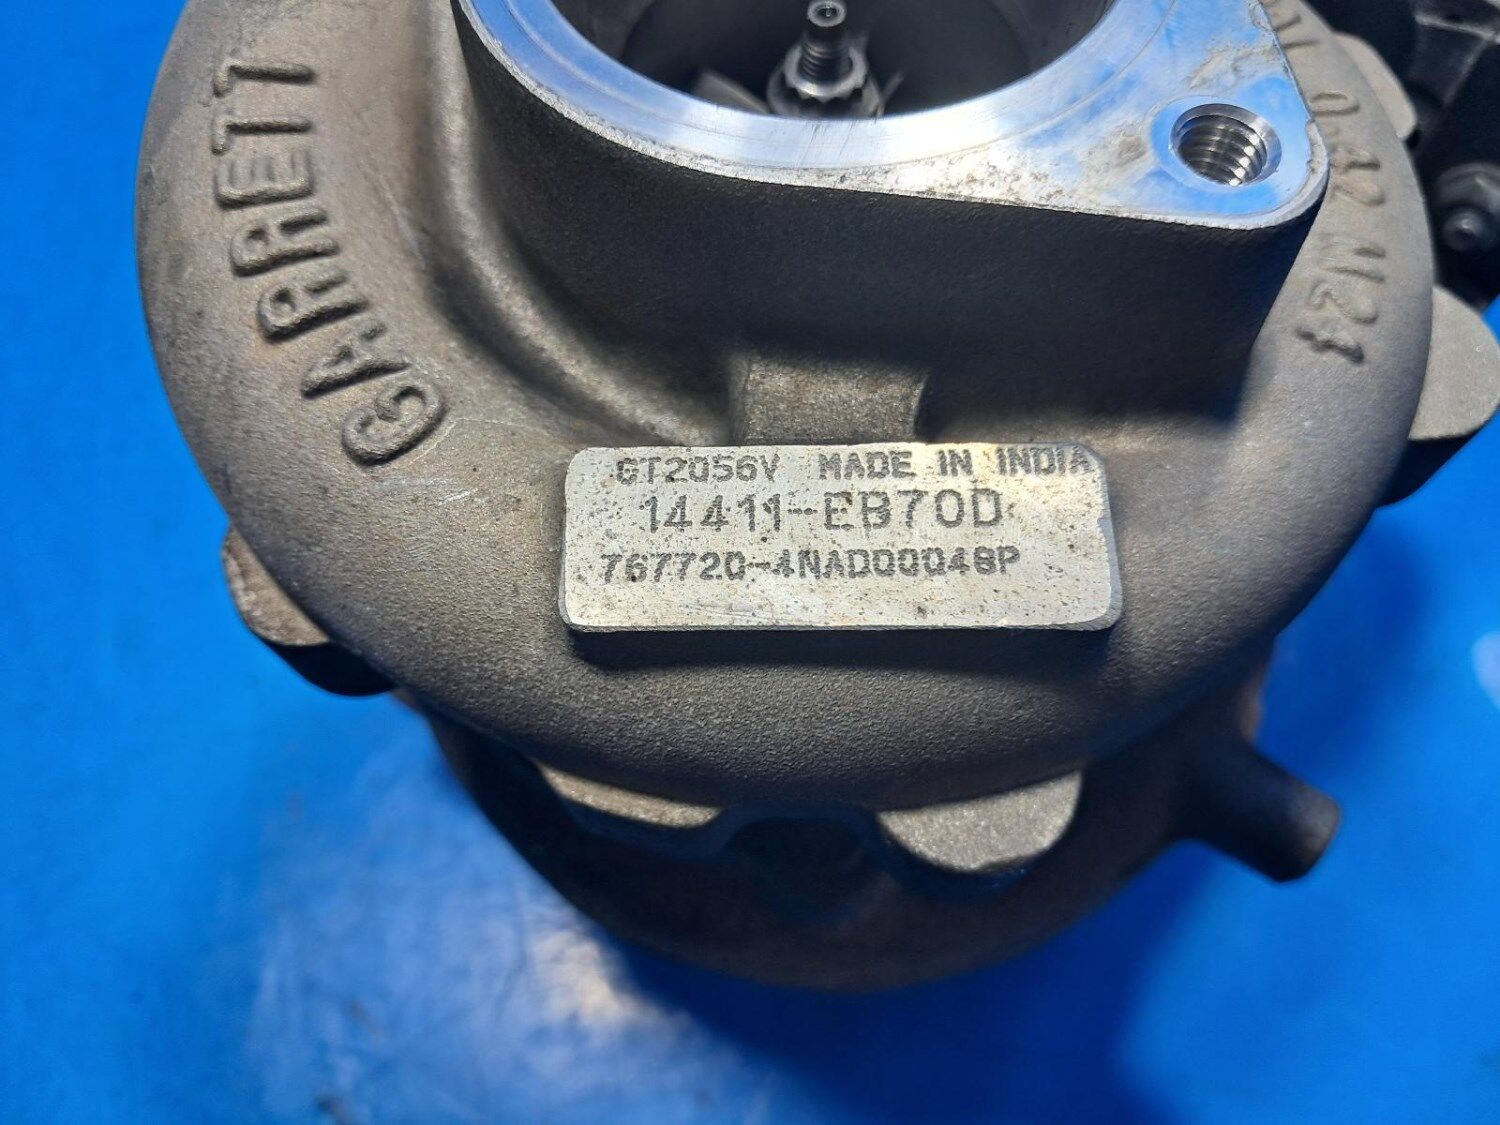 GARRETT
GT2056V MADE IN INDIA
14411-EB70D
767720-4NAD00048P